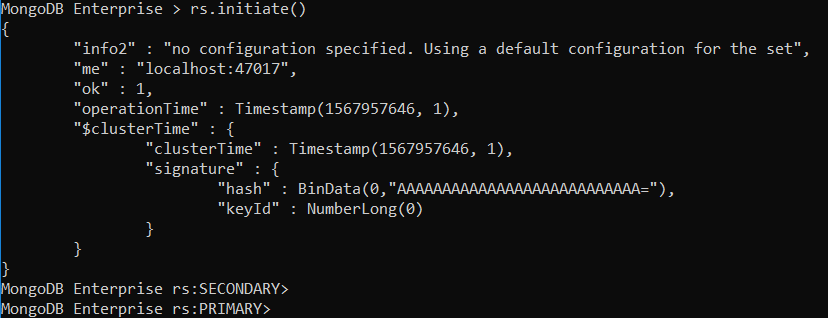 MongoDB Enterprise > rs.initiate()
{
        "info2" : "no configuration specified. Using a default configuration for the set",
        "me" : "localhost:47017",
        "ok" : 1,
        "operationTime" : Timestamp(1567957646, 1),
        "$clusterTime" : {
                "clusterTime" : Timestamp(1567957646, 1),
                "signature" : {
                        "hash" : BinData(0,"AAAAAAAAAAAAAAAAAAAAAAAAAAA="),
                        "keyId" : NumberLong(0)
                }
        }
}
MongoDB Enterprise rs:SECONDARY>
MongoDB Enterprise rs:PRIMARY>